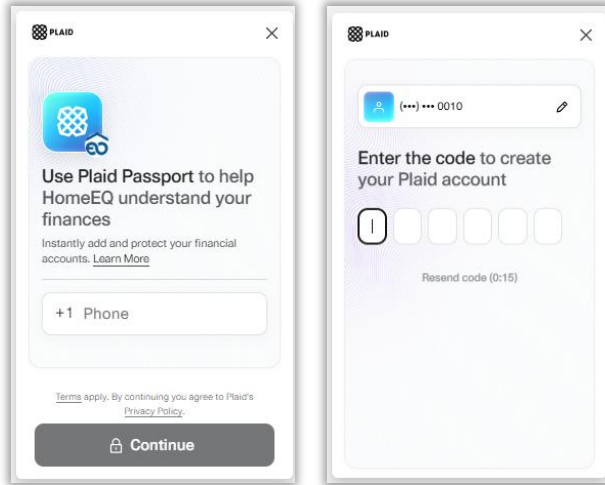 PLAID
Use Plaid Passport to help
HomeEQ understand your
finances
Instantly add and protect your financial
accounts. Learn More
+1 Phone
Terms apply. By continuing you agree to Plaid's
Privacy Policy.
Continue
PLAID
(•••) ••• 0010
Enter the code to create
your Plaid account
Resend code (0:15)